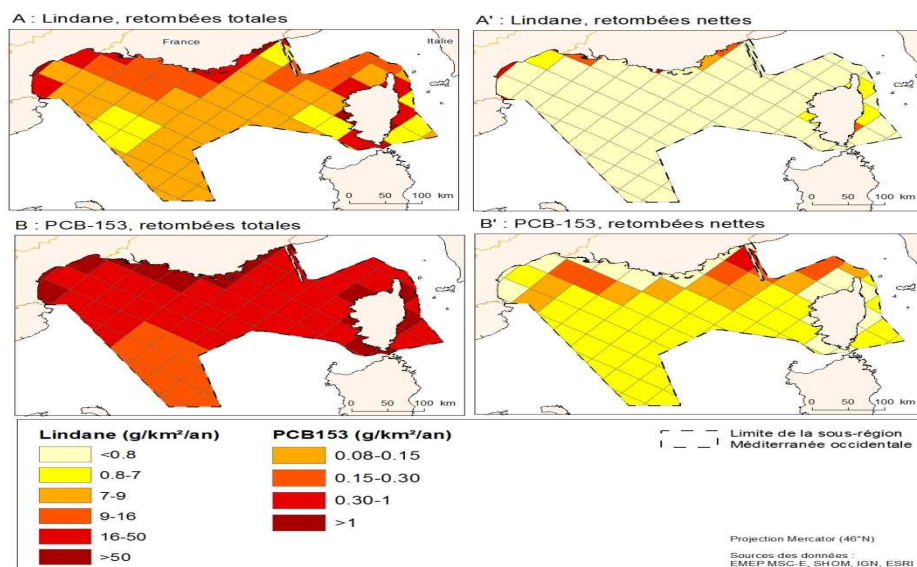 A : Lindane, retombées totales
France
Italie
0 50 100 km
A' : Lindane, retombées nettes
0 50 100 km
B : PCB-153, retombées totales
0 50 100 km
B' : PCB-153, retombées nettes
0 50 100 km
Lindane (g/km²/an)
<0.8
0.8-7
7-9
9-16
16-50
>50
PCB153 (g/km²/an)
0.08-0.15
0.15-0.30
0.30-1
>1
Limite de la sous-région
Méditerranée occidentale
Projection Mercator (46°N)
Sources des données :
EMEP MSC-E, SHOM, IGN, ESRI